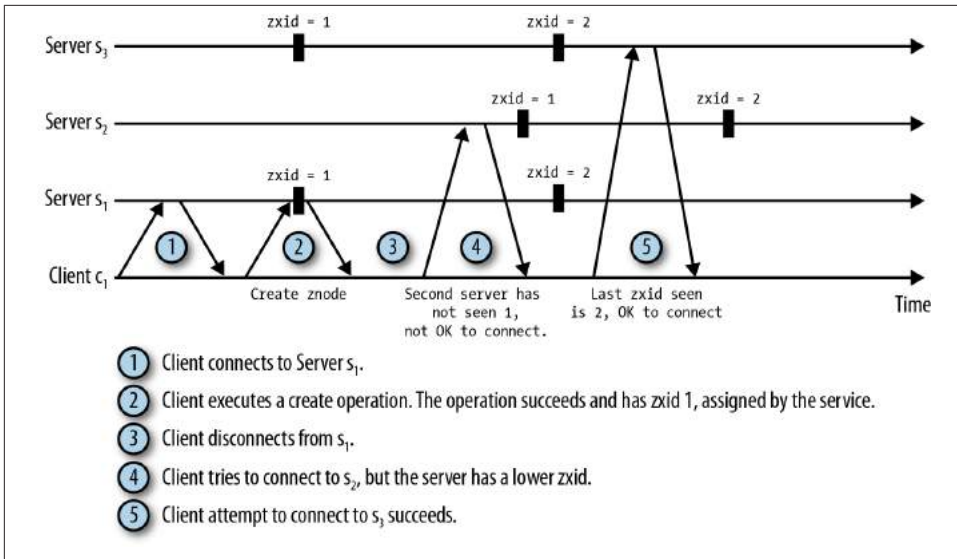 zxid = 1
zxid = 2
Server s₃
zxid = 1
zxid = 2
Server s₂
zxid = 1
zxid = 2
Server s₁
1
2
3
4
5
Client c₁
Create znode
Second server has
not seen 1,
not OK to connect.
Last zxid seen
is 2, OK to connect
Time
1 Client connects to Server s₁.
2 Client executes a create operation. The operation succeeds and has zxid 1, assigned by the service.
3 Client disconnects from s₁.
4 Client tries to connect to s₂, but the server has a lower zxid.
5 Client attempt to connect to s₃ succeeds.